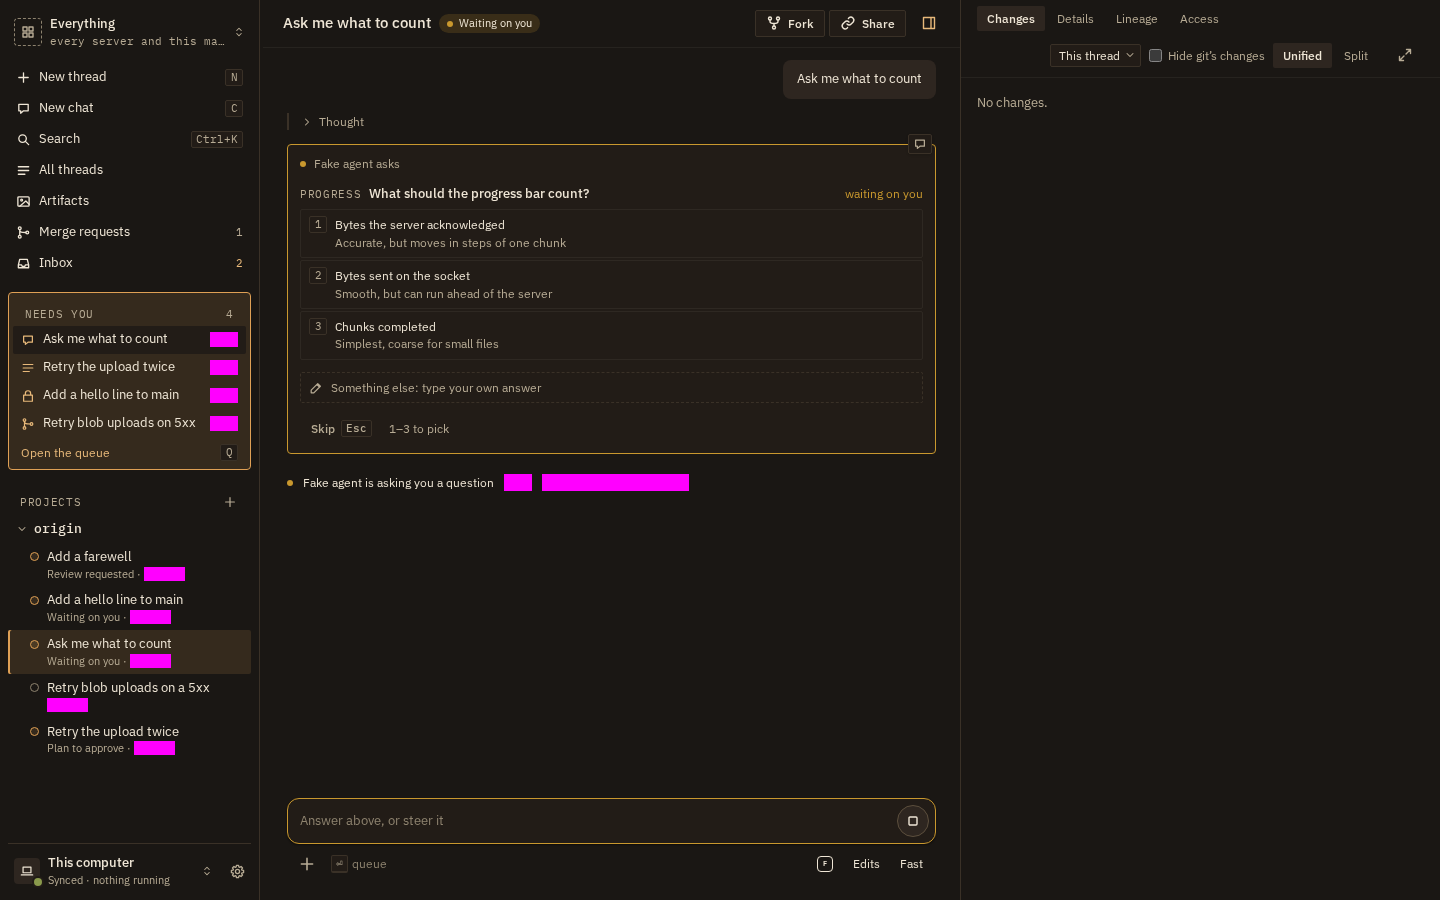 Everything
every server and this ma…
New thread N
New chat C
Search Ctrl+K
All threads
Artifacts
Merge requests 1
Inbox 2
NEEDS YOU 4
Ask me what to count
Retry the upload twice
Add a hello line to main
Retry blob uploads on 5xx
Open the queue Q
PROJECTS
origin
Add a farewell
Review requested ·
Add a hello line to main
Waiting on you ·
Ask me what to count
Waiting on you ·
Retry blob uploads on a 5xx
Retry the upload twice
Plan to approve ·
This computer
Synced · nothing running
Ask me what to count Waiting on you Fork Share
Ask me what to count
Thought
Fake agent asks
PROGRESS What should the progress bar count? waiting on you
1 Bytes the server acknowledged
Accurate, but moves in steps of one chunk
2 Bytes sent on the socket
Smooth, but can run ahead of the server
3 Chunks completed
Simplest, coarse for small files
Something else: type your own answer
Skip Esc 1–3 to pick
Fake agent is asking you a question
Answer above, or steer it
⏎ queue F Edits Fast
Changes Details Lineage Access
This thread Hide git's changes Unified Split
No changes.